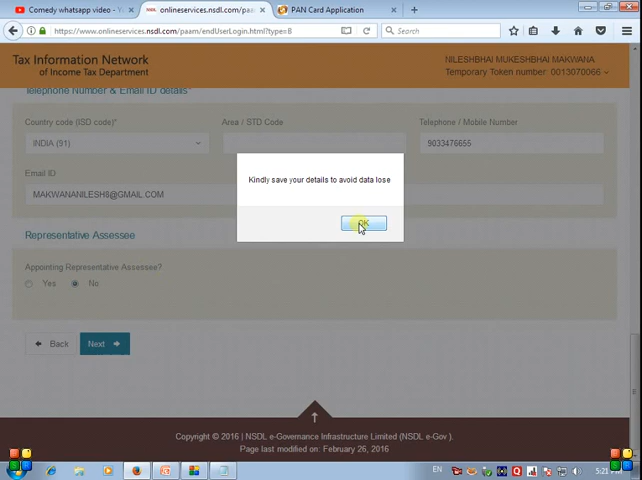 Comedy whatsapp video - Y
onlineservices.nsdl.com/paa
PAN Card Application
https://www.onlineservices.nsdl.com/paam/endUserLogin.html?type=B
Search
Tax Information Network
of Income Tax Department
NILESHBHAI MUKESHBHAI MAKWANA
Temporary Token number: 0013070066
Telephone Number & Email ID details*
Country code (ISD code)*
Area / STD Code
Telephone / Mobile Number
INDIA (91)
9033476655
Email ID
MAKWANANILESH8@GMAIL.COM
Kindly save your details to avoid data lose
OK
Representative Assessee
Appointing Representative Assessee?
Yes
No
Back
Next
Copyright © 2016 | NSDL e-Governance Infrastructure Limited (NSDL e-Gov ).
Page last modified on: February 26, 2016
EN
5:21 PM